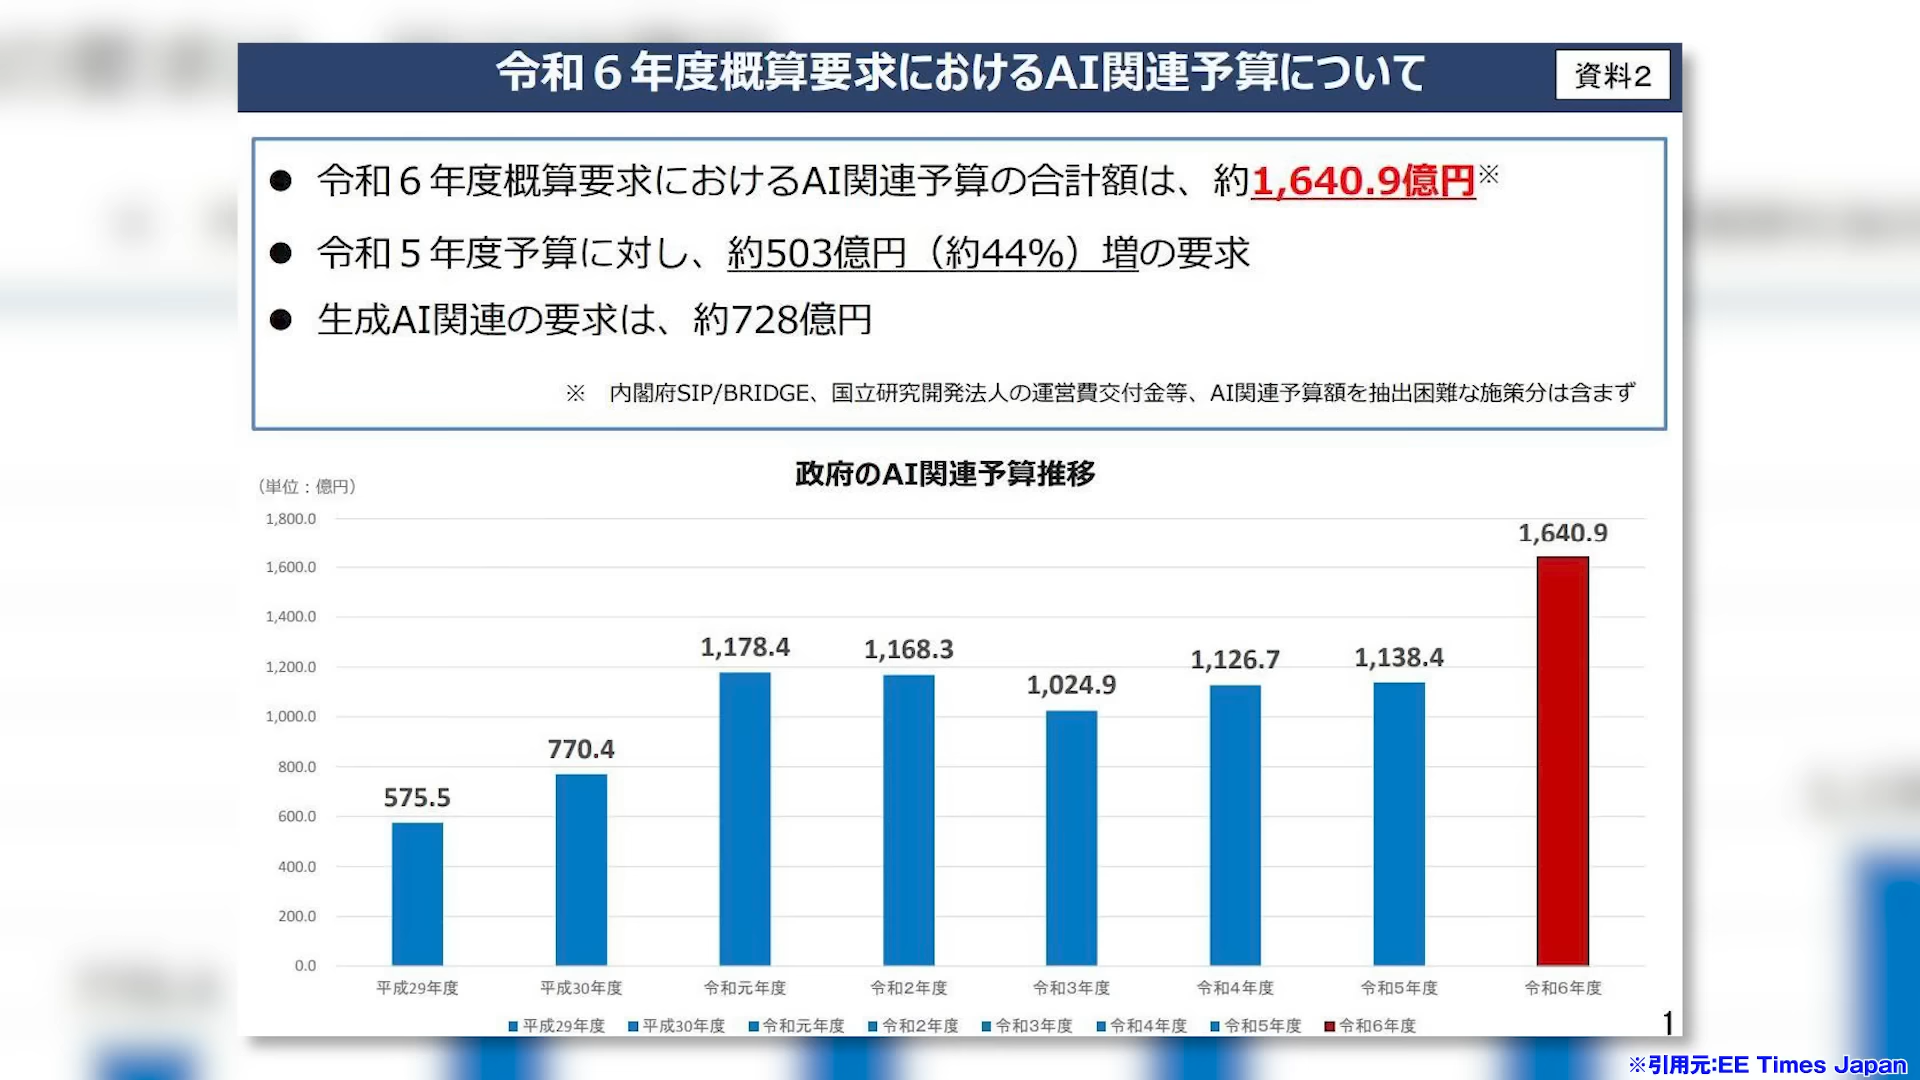 令和６年度概算要求におけるAI関連予算について
資料2
● 令和６年度概算要求におけるAI関連予算の合計額は、約1,640.9億円※
● 令和５年度予算に対し、約503億円（約44%）増の要求
● 生成AI関連の要求は、約728億円
※　内閣府SIP/BRIDGE、国立研究開発法人の運営費交付金等、AI関連予算額を抽出困難な施策分は含まず
政府のAI関連予算推移
（単位：億円）
1,800.0
1,600.0
1,400.0
1,200.0
1,000.0
800.0
600.0
400.0
200.0
0.0
575.5
770.4
1,178.4
1,168.3
1,024.9
1,126.7
1,138.4
1,640.9
平成29年度 平成30年度 令和元年度 令和２年度 令和３年度 令和４年度 令和５年度 令和６年度
■平成29年度 ■平成30年度 ■令和元年度 ■令和２年度 ■令和３年度 ■令和４年度 ■令和５年度 ■令和６年度
1
※引用元:EE Times Japan